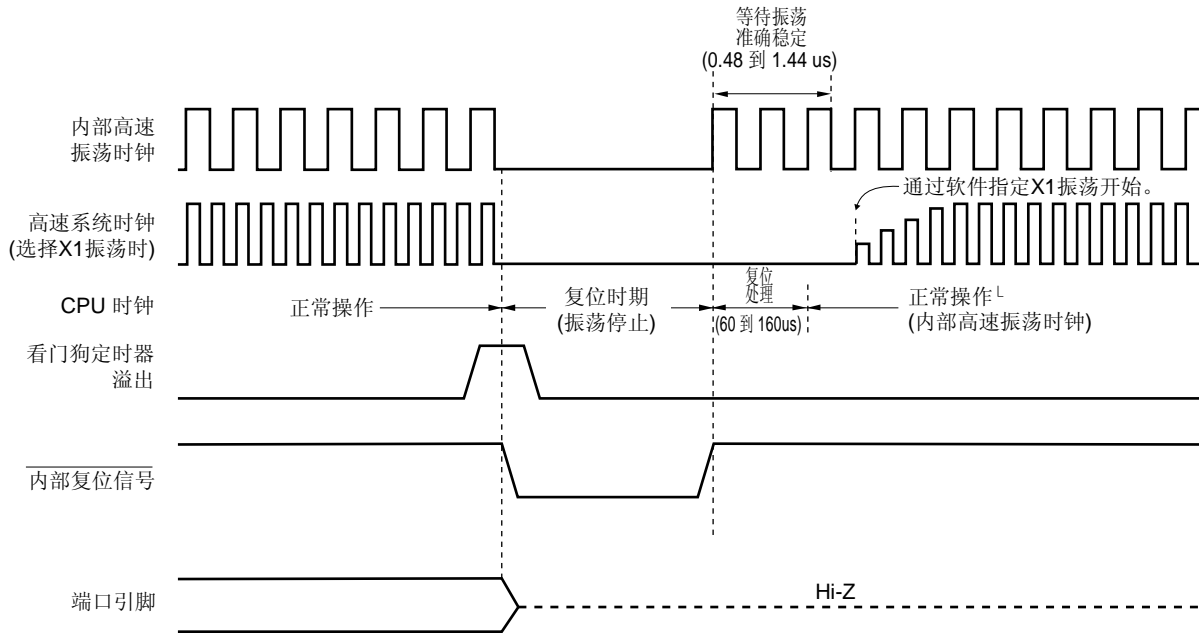 等待振荡
准确稳定
(0.48 到 1.44 us)
内部高速
振荡时钟
通过软件指定X1振荡开始。
高速系统时钟
(选择X1振荡时)
CPU 时钟
正常操作
复位时期
(振荡停止)
复位
处理
(60 到 160us)
正常操作
(内部高速振荡时钟)
看门狗定时器
溢出
内部复位信号
端口引脚
Hi-Z